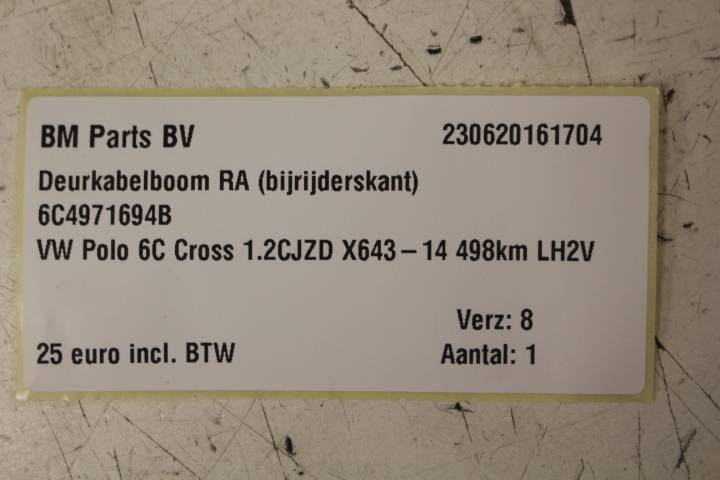 BM Parts BV 230620161704
Deurkabelboom RA (bijrijderskant)
6C4971694B
VW Polo 6C Cross 1.2CJZD X643-14 498km LH2V
Verz: 8
25 euro incl. BTW Aantal: 1